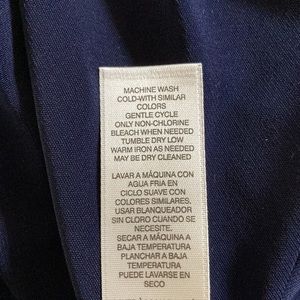 MACHINE WASH
COLD-WITH SIMILAR
COLORS
GENTLE CYCLE
ONLY NON-CHLORINE
BLEACH WHEN NEEDED
TUMBLE DRY LOW
WARM IRON AS NEEDED
MAY BE DRY CLEANED
LAVAR A MÁQUINA CON
AGUA FRIA EN
CICLO SUAVE CON
COLORES SIMILARES,
USAR BLANQUEADOR
SIN CLORO CUANDO SE
NECESITE.
SECAR A MÁQUINA A
BAJA TEMPERATURA
PLANCHAR A BAJA
TEMPERATURA
PUEDE LAVARSE EN
SECO